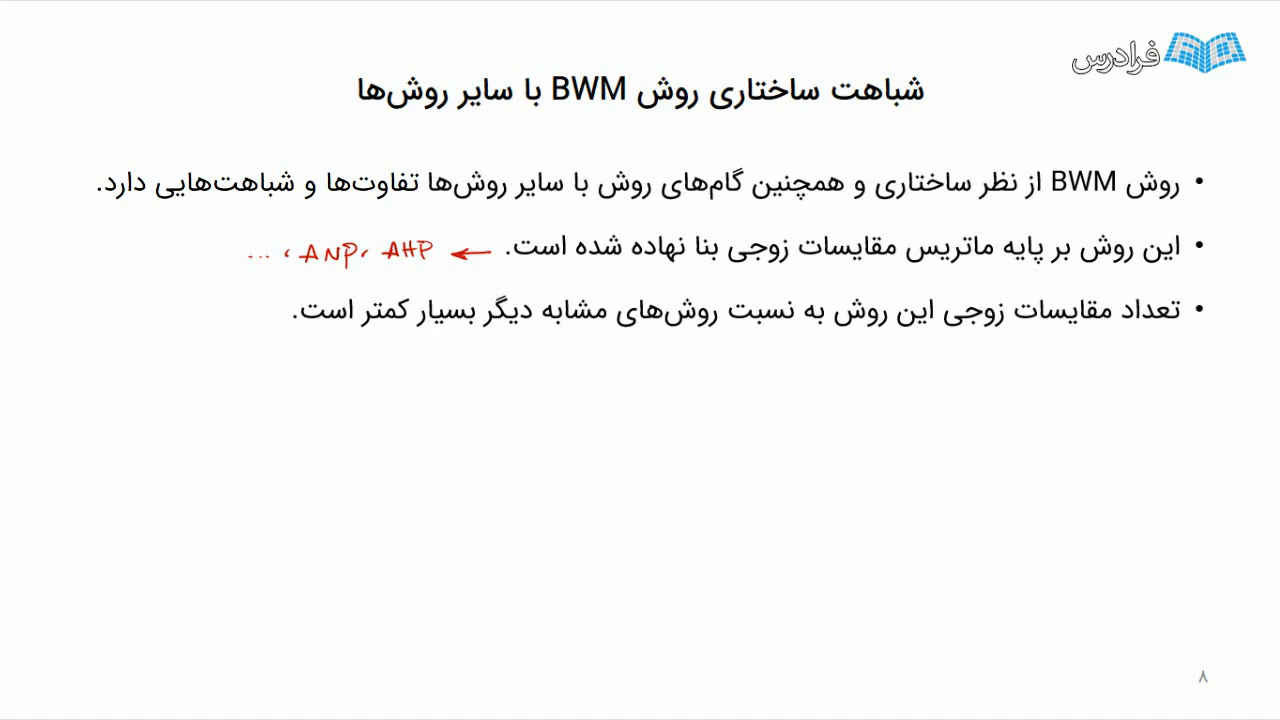 فرادرس
شباهت ساختاری روش BWM با سایر روش‌ها
• روش BWM از نظر ساختاری و همچنین گام‌های روش با سایر روش‌ها تفاوت‌ها و شباهت‌هایی دارد.
• این روش بر پایه ماتریس مقایسات زوجی بنا نهاده شده است. ← AHP، ANP، ...
• تعداد مقایسات زوجی این روش به نسبت روش‌های مشابه دیگر بسیار کمتر است.
۸